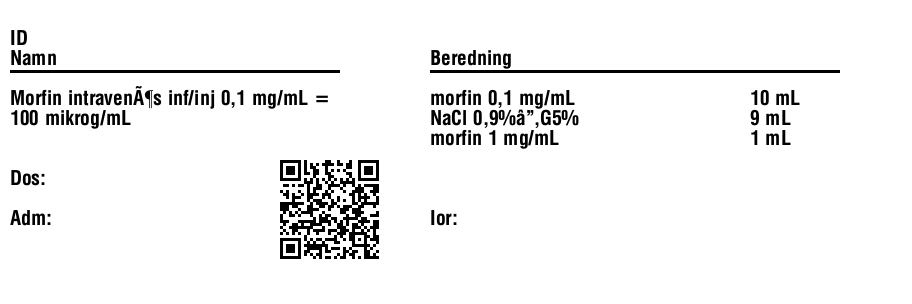 ID
Namn
Morfin intravenÃ¶s inf/inj 0,1 mg/mL =
100 mikrog/mL
Dos:
Adm:
Beredning
morfin 0,1 mg/mL 10 mL
NaCl 0,9%â”‚G5% 9 mL
morfin 1 mg/mL 1 mL
Ior: